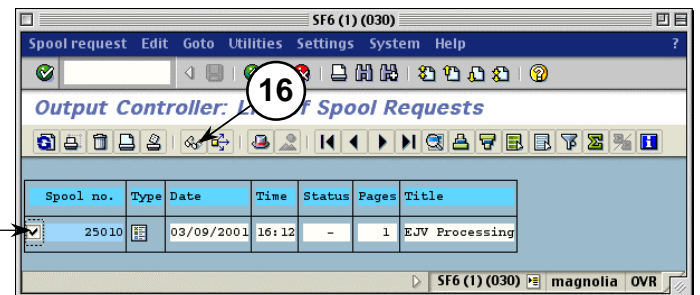 SF6 (1) (030)
Spool request Edit Goto Utilities Settings System Help ?
16
Output Controller: L f Spool Requests
Spool no. Type Date Time Status Pages Title
25010 03/09/2001 16:12 – 1 EJV Processing
SF6 (1) (030) magnolia OVR